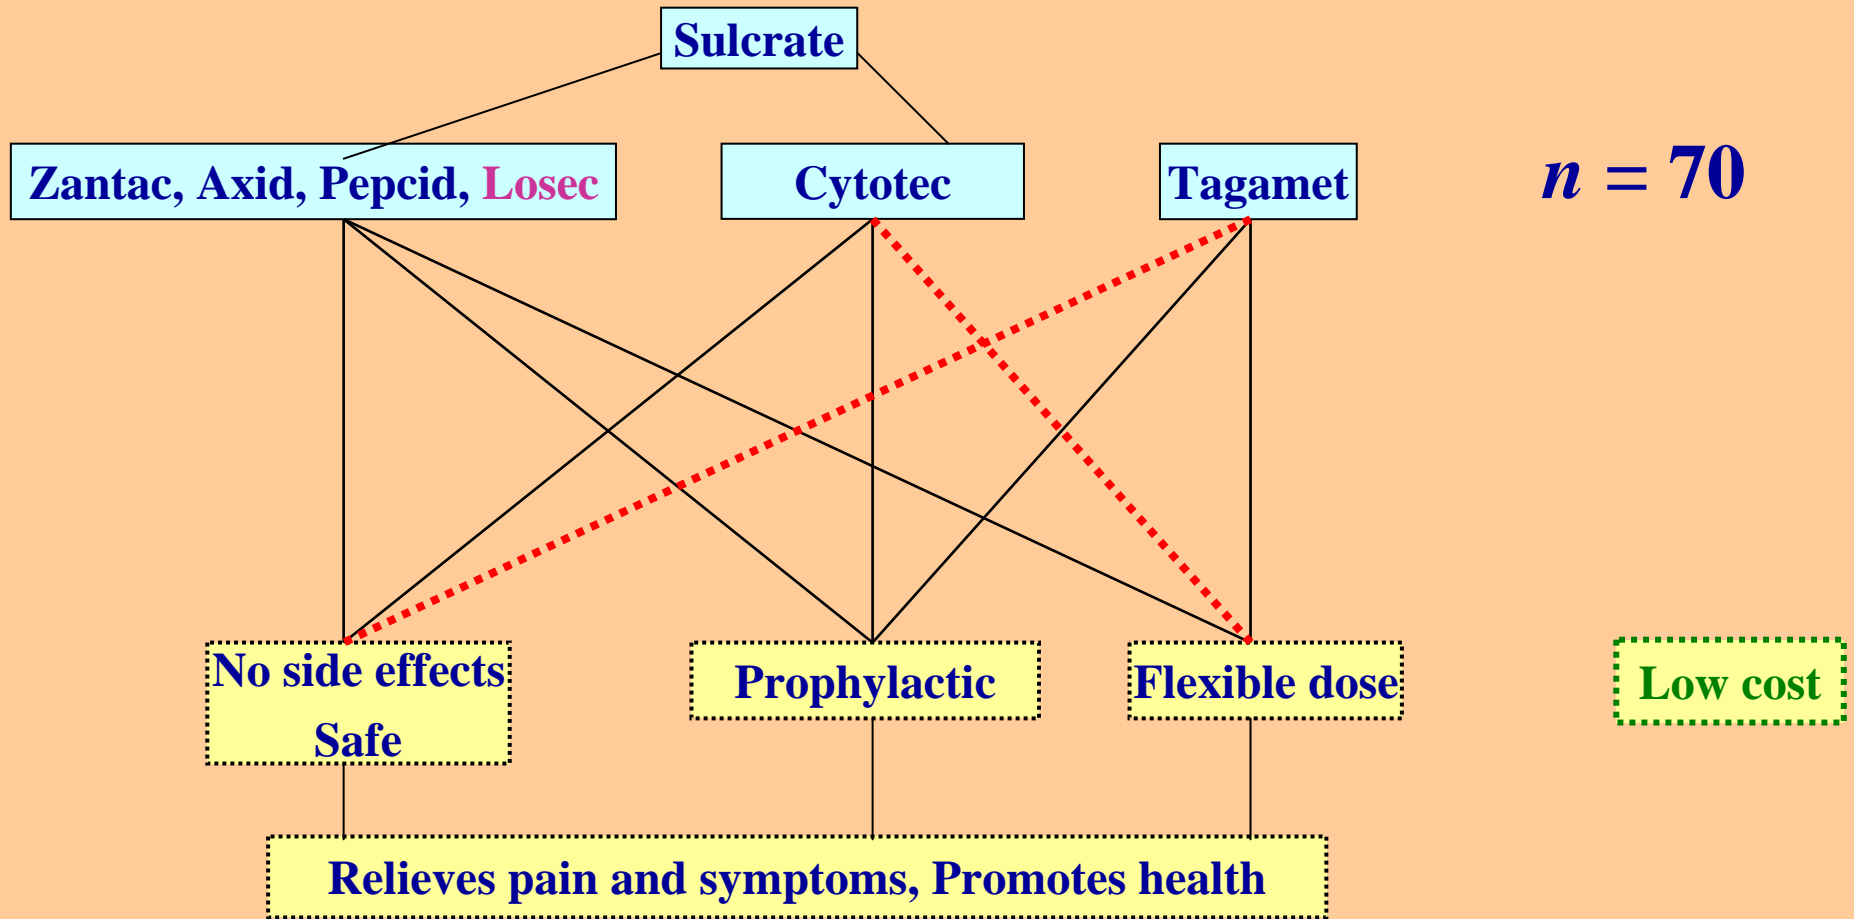 Sulcrate
Zantac, Axid, Pepcid, Losec
Cytotec
Tagamet
n = 70
No side effects
Safe
Prophylactic
Flexible dose
Low cost
Relieves pain and symptoms, Promotes health